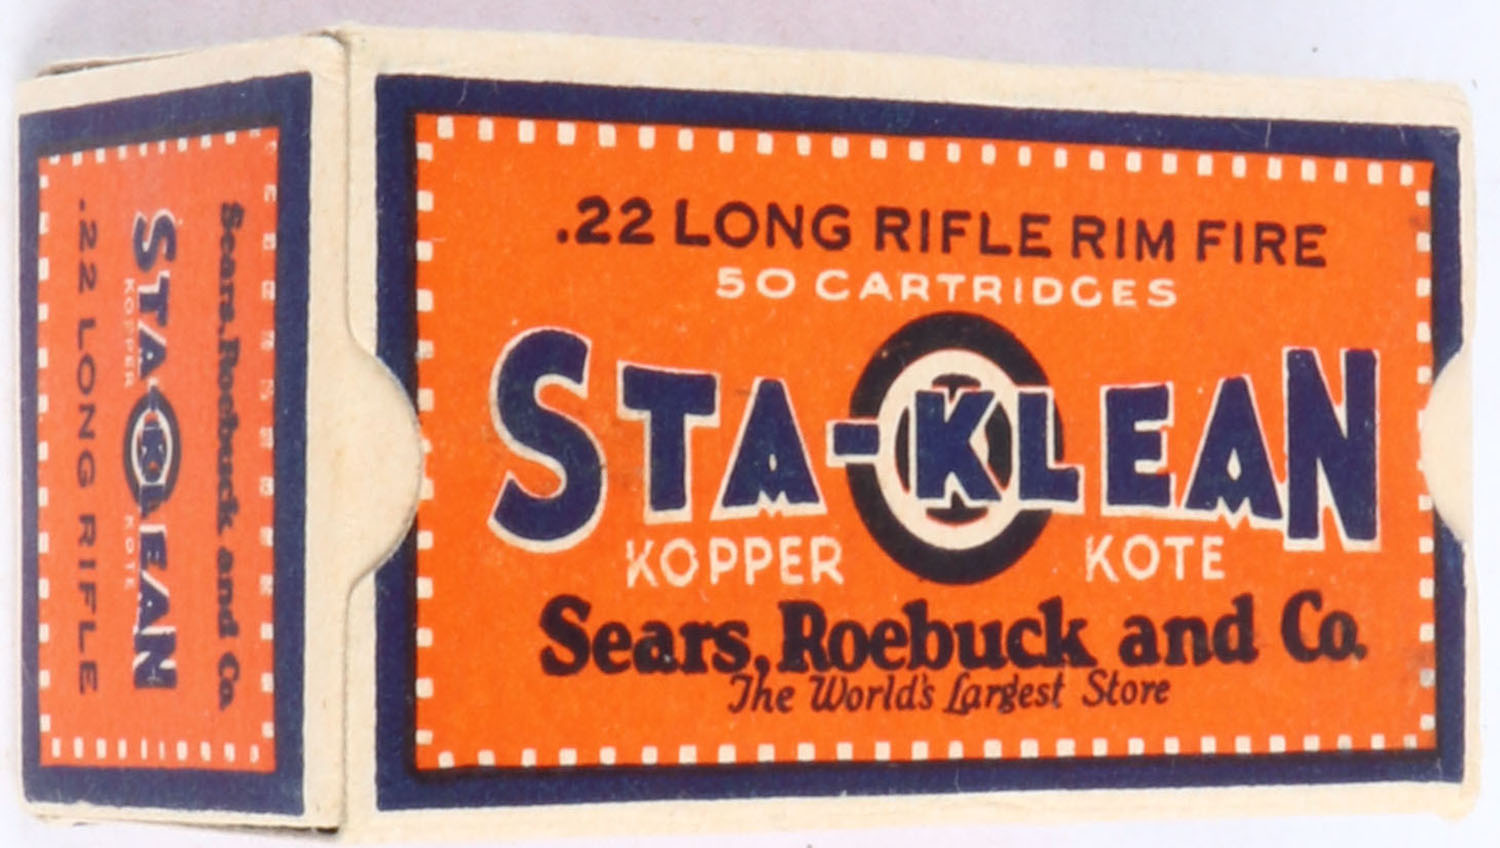 .22 LONG RIFLE RIM FIRE
50 CARTRIDGES
STA-KLEAN
KOPPER KOTE
Sears, Roebuck and Co.
The World's Largest Store
Sears, Roebuck and Co.
STA-KLEAN
KOPPER KOTE
.22 LONG RIFLE